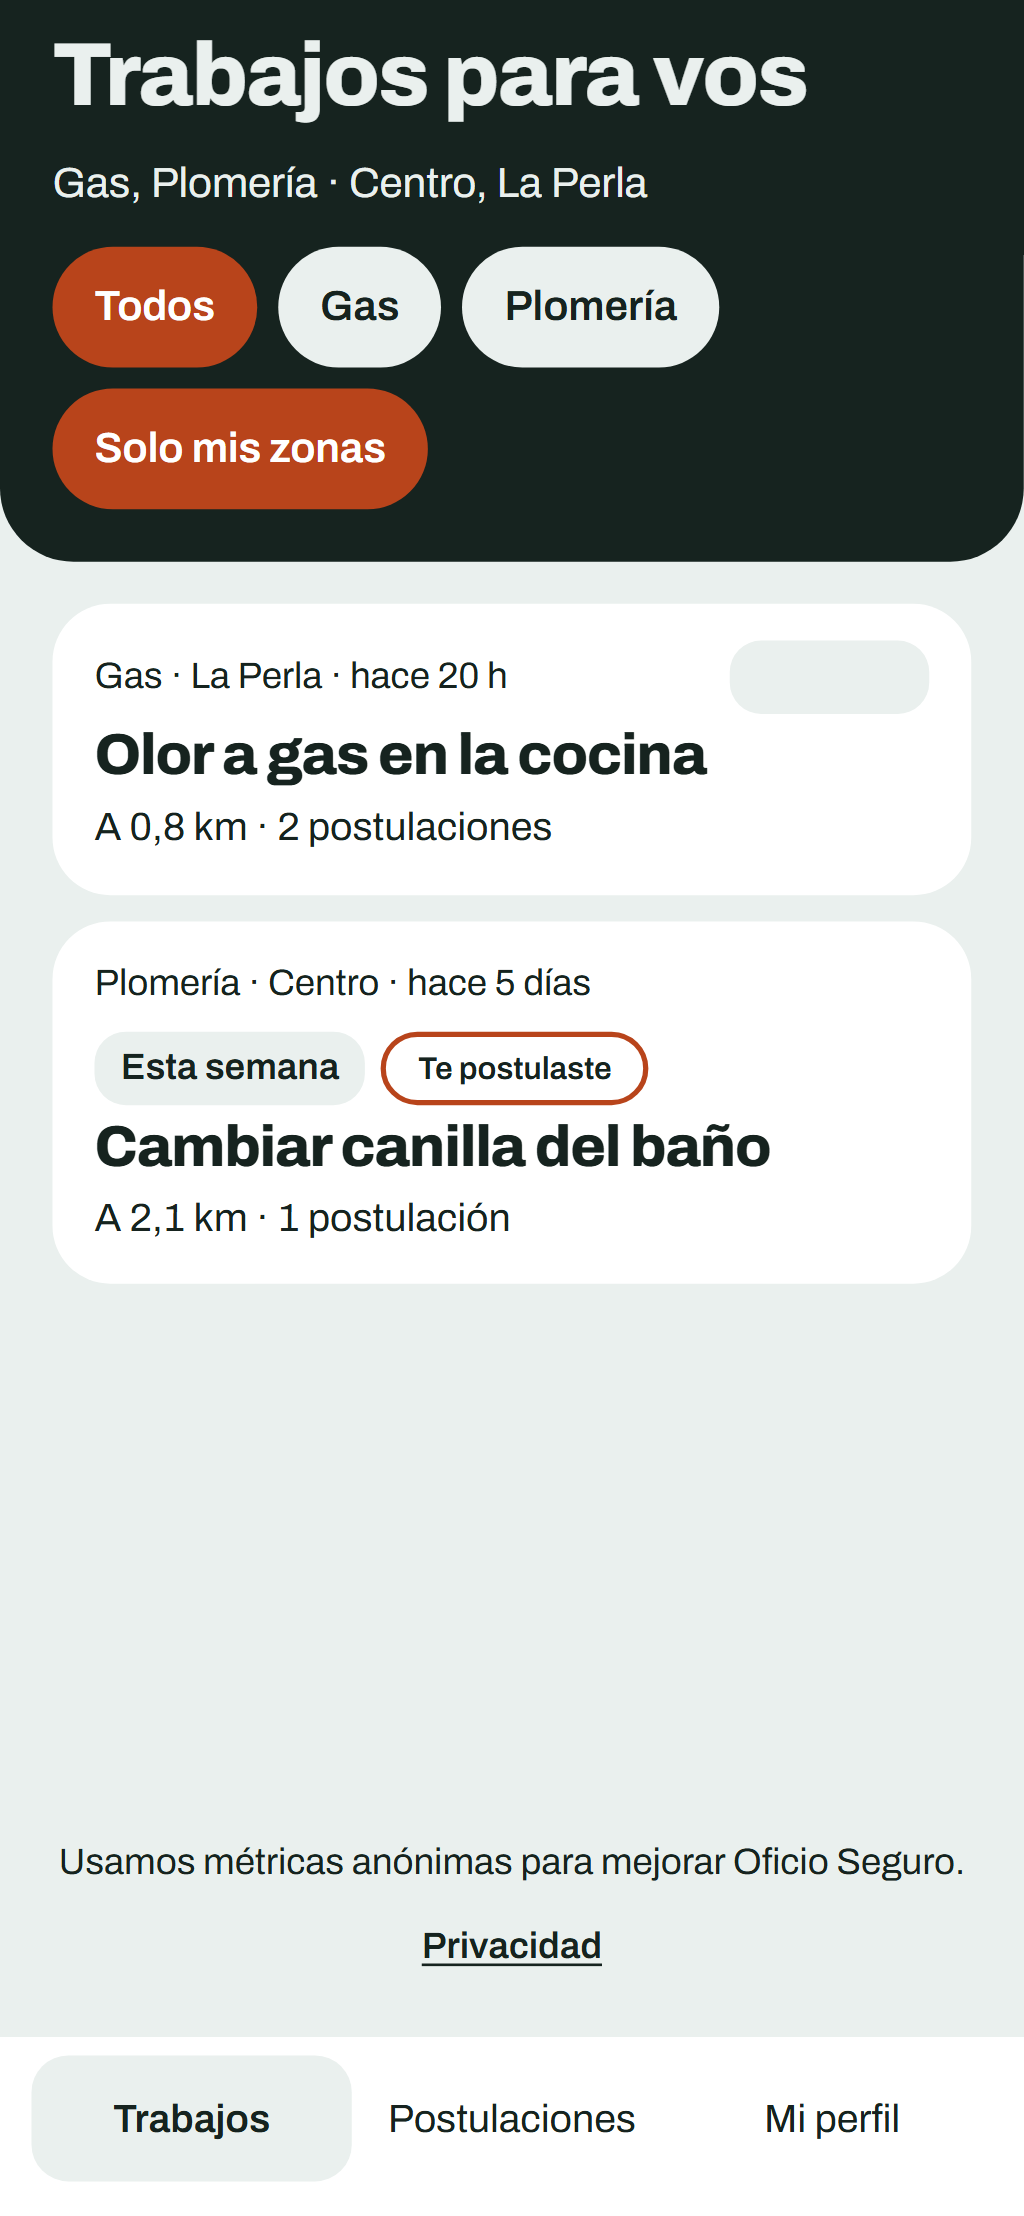 Trabajos para vos
Gas, Plomería · Centro, La Perla
Todos
Gas
Plomería
Solo mis zonas
Gas · La Perla · hace 20 h
Olor a gas en la cocina
A 0,8 km · 2 postulaciones
Plomería · Centro · hace 5 días
Esta semana
Te postulaste
Cambiar canilla del baño
A 2,1 km · 1 postulación
Usamos métricas anónimas para mejorar Oficio Seguro.
Privacidad
Trabajos
Postulaciones
Mi perfil